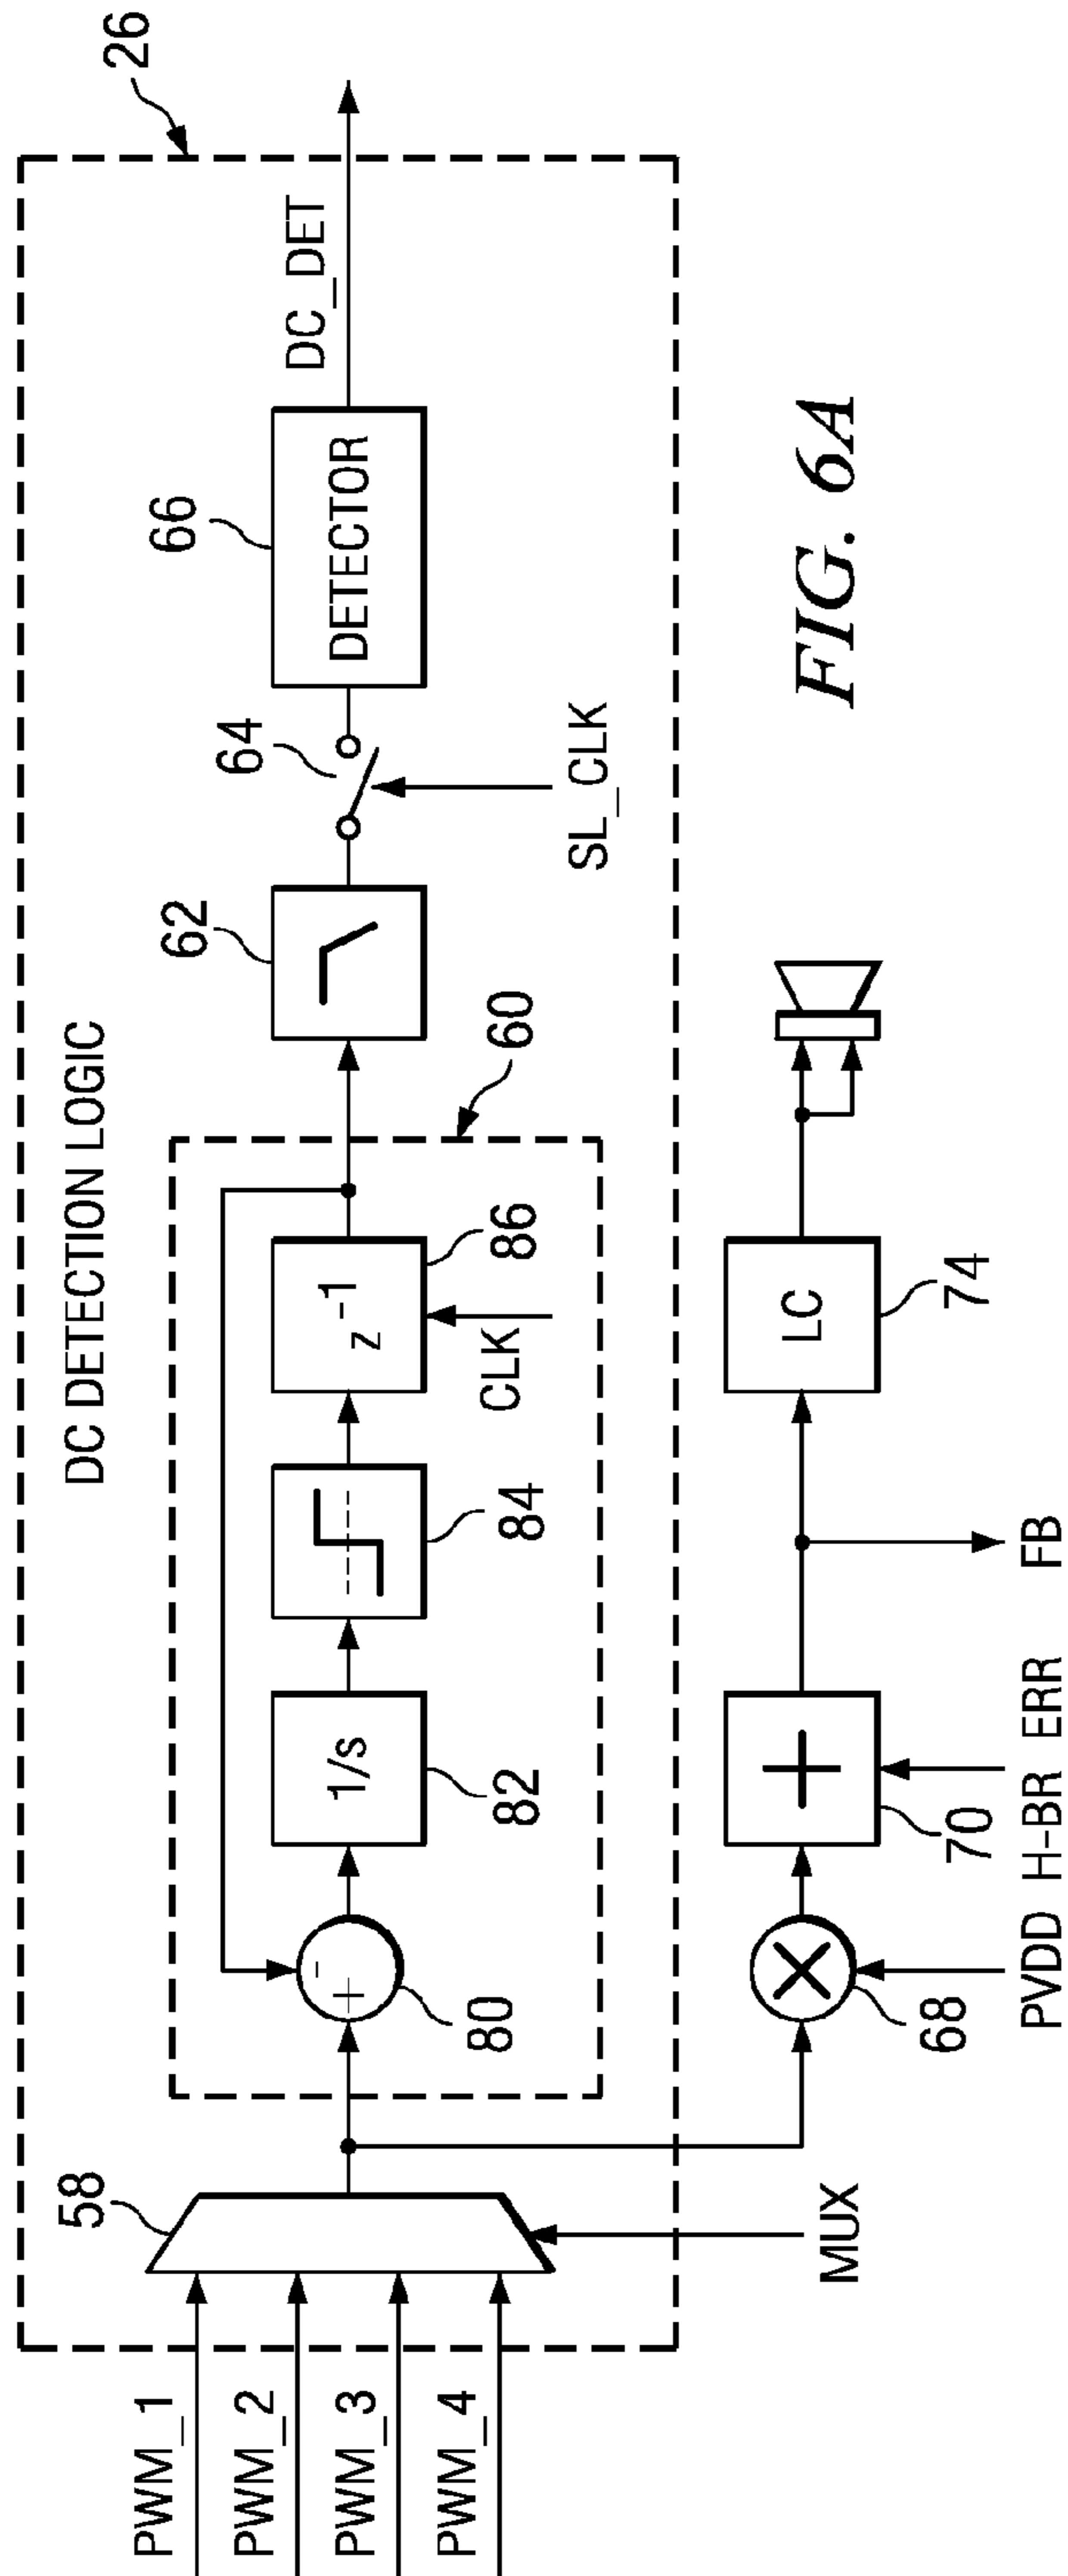 26
DC DETECTION LOGIC
PWM_1
PWM_2
PWM_3
PWM_4
58
MUX
60
+
-
80
1/s
82
84
z-1
86
CLK
62
64
SL_CLK
66
DETECTOR
DC_DET
68
PVDD
70
H-BR ERR
FB
LC
74
FIG. 6A